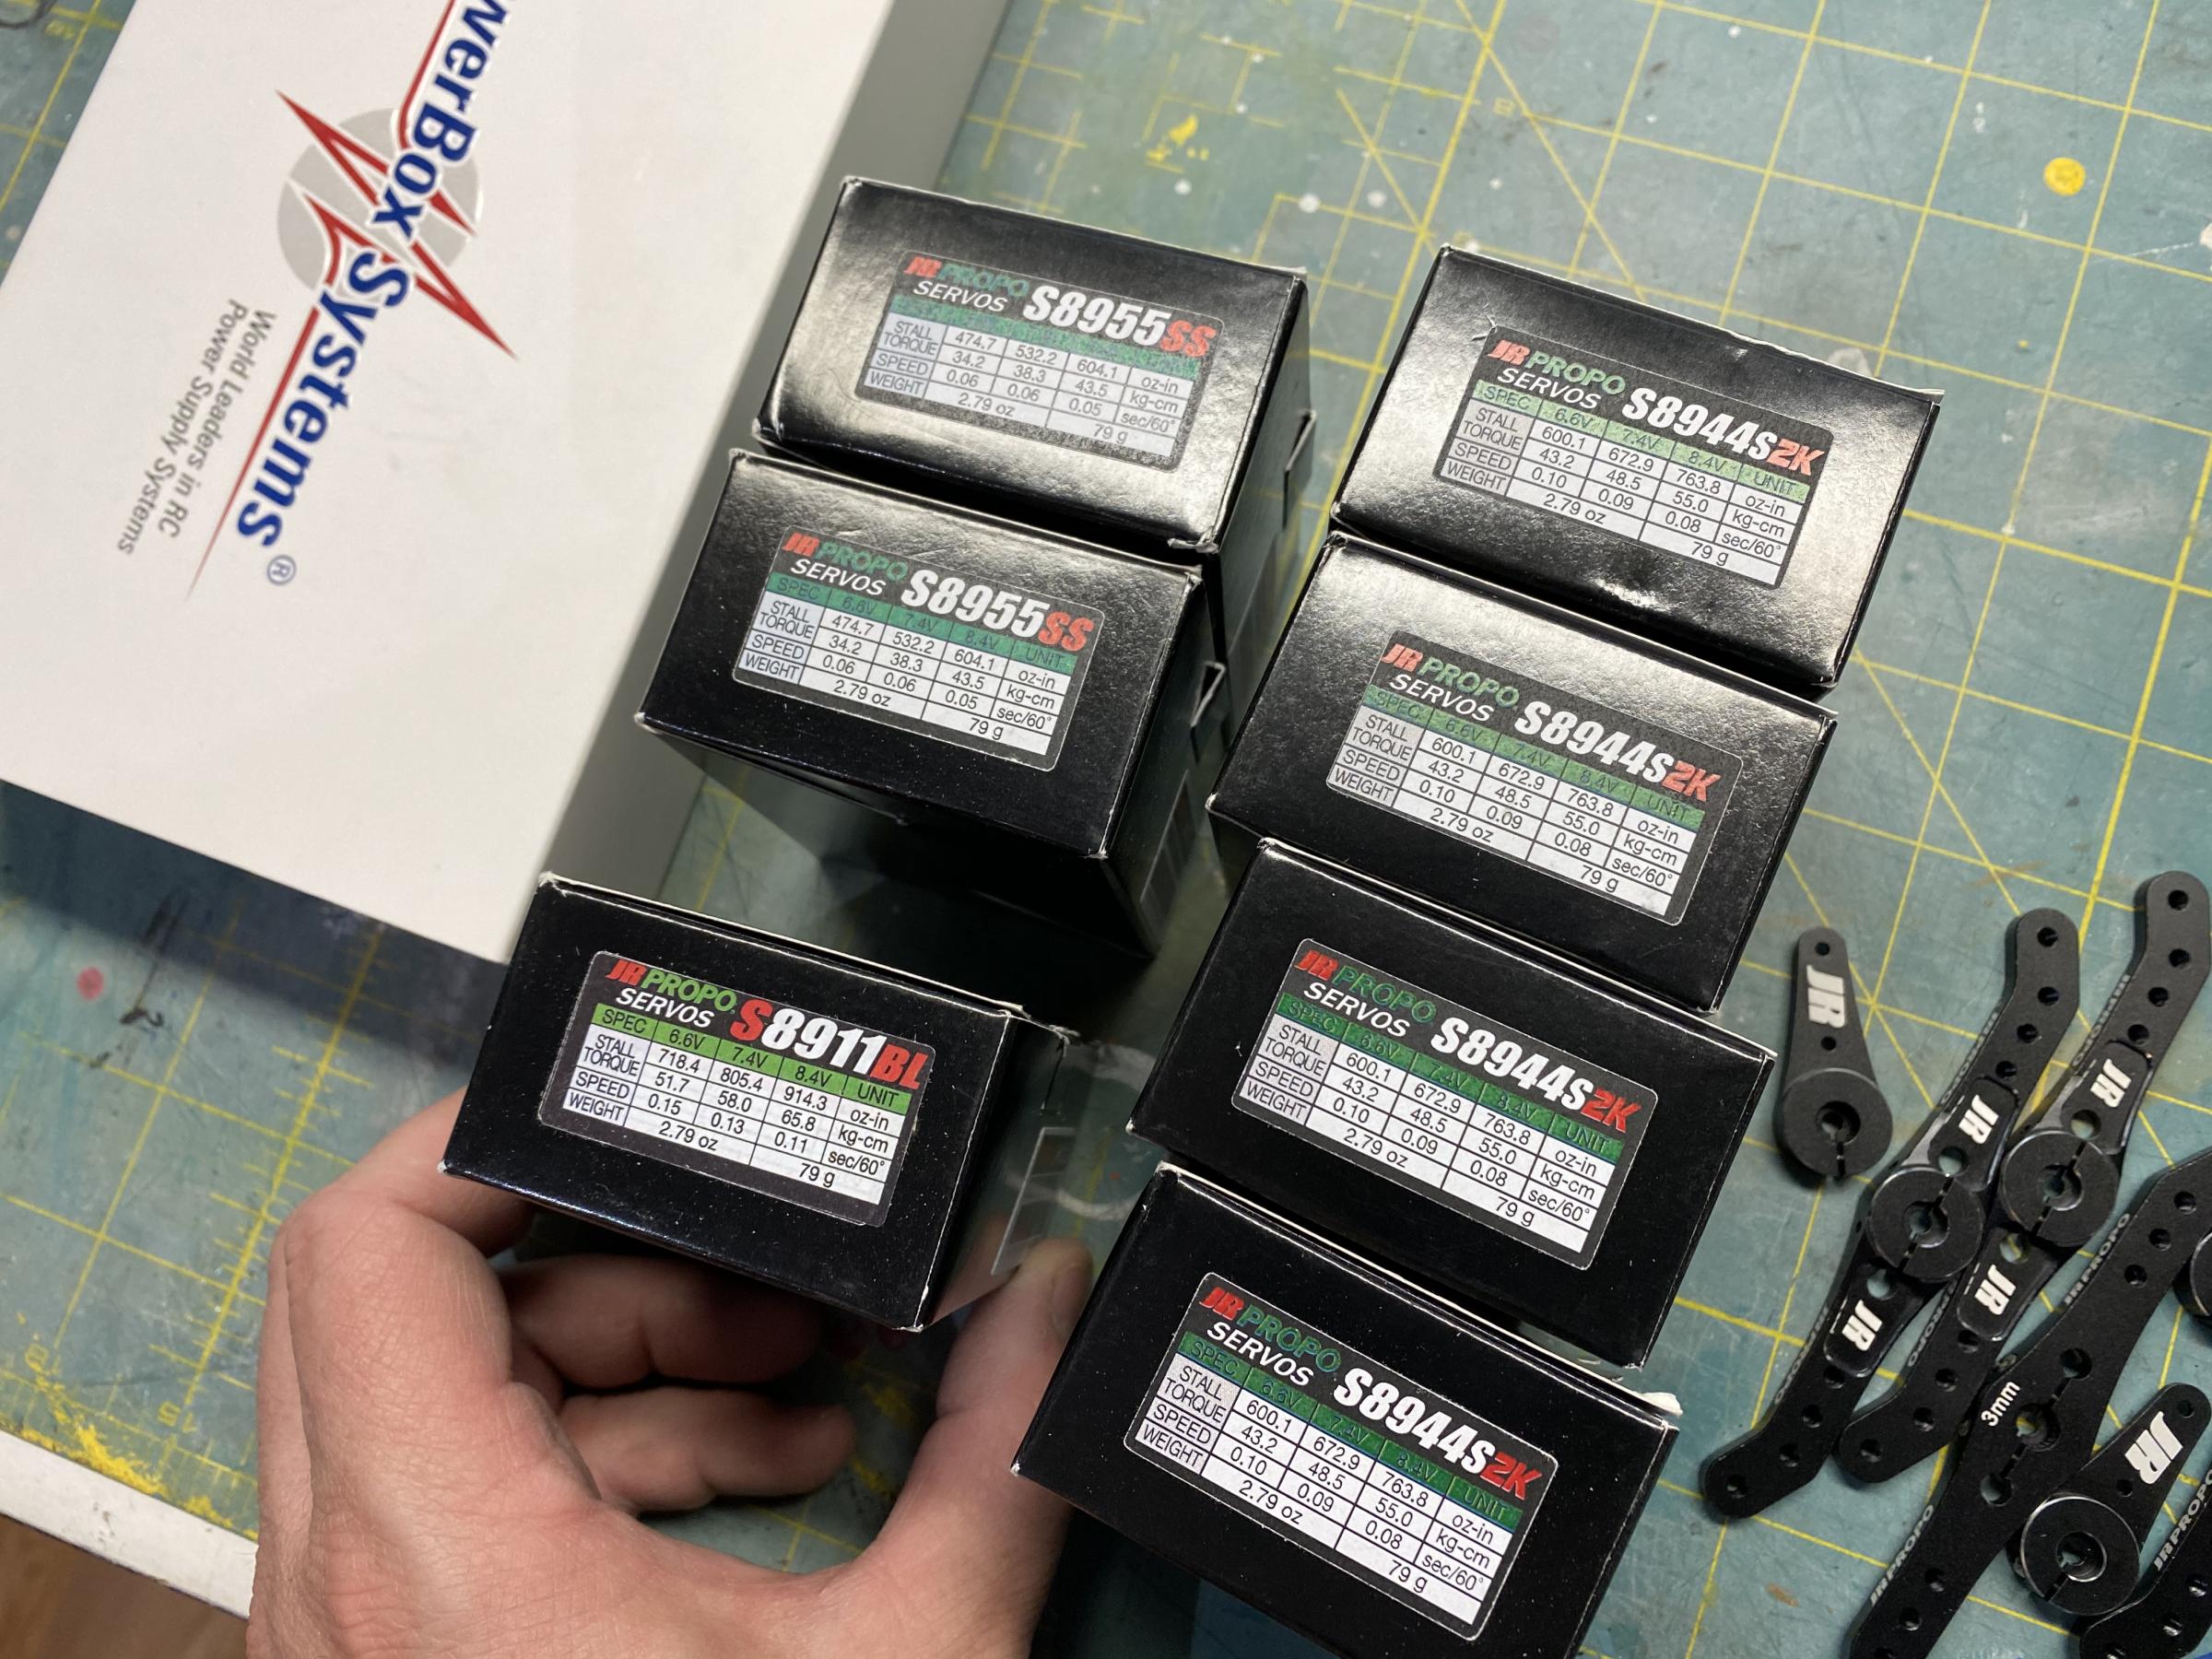 werBox Systems ®
World Leaders in RC
Power Supply Systems
JR PROPO
SERVOS S8955SS
STALL TORQUE 474.7 532.2 604.1 oz-in
34.2 38.3 43.5 kg-cm
SPEED 0.06 0.06 0.05 sec/60°
WEIGHT 2.79 oz 79 g
JR PROPO
SERVOS S8944S2K
SPEC 6.6V 7.4V 8.4V UNIT
STALL TORQUE 600.1 672.9 763.8 oz-in
43.2 48.5 55.0 kg-cm
SPEED 0.10 0.09 0.08 sec/60°
WEIGHT 2.79 oz 79 g
JR PROPO
SERVOS S8955SS
SPEC 6.6V 7.4V 8.4V UNIT
STALL TORQUE 474.7 532.2 604.1 oz-in
34.2 38.3 43.5 kg-cm
SPEED 0.06 0.06 0.05 sec/60°
WEIGHT 2.79 oz 79 g
JR PROPO
SERVOS S8944S2K
SPEC 6.6V 7.4V 8.4V UNIT
STALL TORQUE 600.1 672.9 763.8 oz-in
43.2 48.5 55.0 kg-cm
SPEED 0.10 0.09 0.08 sec/60°
WEIGHT 2.79 oz 79 g
JR PROPO
SERVOS S8911BL
SPEC 6.6V 7.4V 8.4V UNIT
STALL TORQUE 718.4 805.4 914.3 oz-in
51.7 58.0 65.8 kg-cm
SPEED 0.15 0.13 0.11 sec/60°
WEIGHT 2.79 oz 79 g
JR PROPO
SERVOS S8944S2K
SPEC 6.6V 7.4V 8.4V UNIT
STALL TORQUE 600.1 672.9 763.8 oz-in
43.2 48.5 55.0 kg-cm
SPEED 0.10 0.09 0.08 sec/60°
WEIGHT 2.79 oz 79 g
JR PROPO
SERVOS S8944S2K
SPEC 6.6V 7.4V 8.4V UNIT
STALL TORQUE 600.1 672.9 763.8 oz-in
43.2 48.5 55.0 kg-cm
SPEED 0.10 0.09 0.08 sec/60°
WEIGHT 2.79 oz 79 g
JR
JR
JR
JR
JR
JR PROPO
3mm
JR
JR PROPO
JR PROPO
15